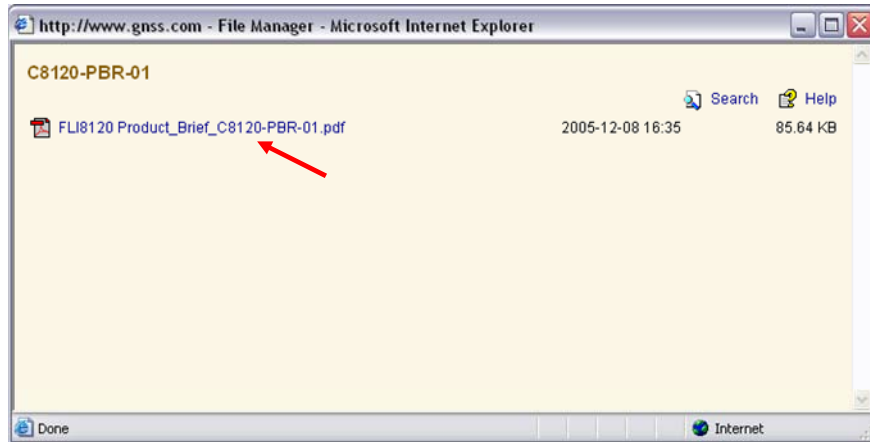 http://www.gnss.com - File Manager - Microsoft Internet Explorer
C8120-PBR-01
Search Help
FLI8120 Product_Brief_C8120-PBR-01.pdf 2005-12-08 16:35 85.64 KB
Done Internet